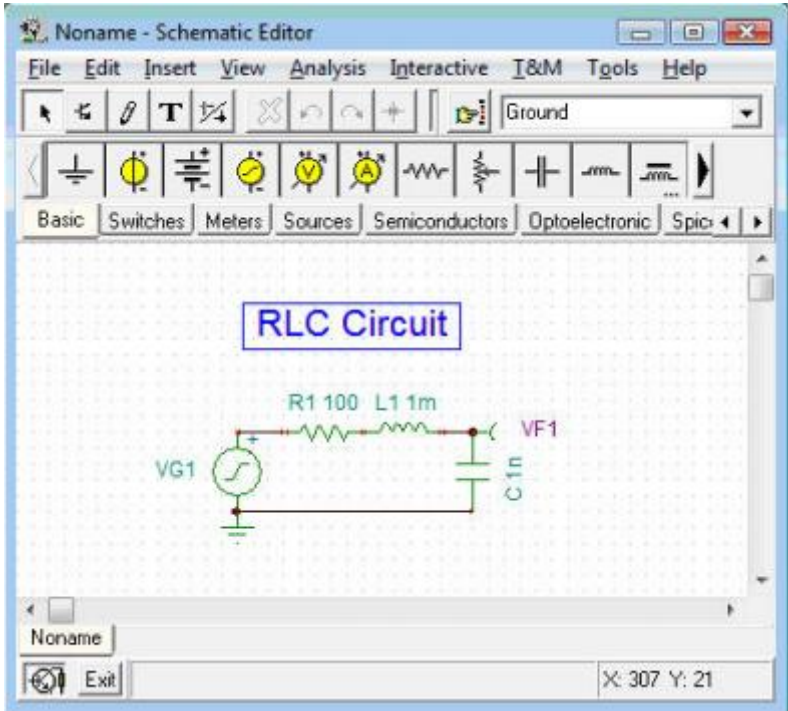 Noname - Schematic Editor
File Edit Insert View Analysis Interactive T&M Tools Help
T Ground
V A
Basic Switches Meters Sources Semiconductors Optoelectronic Spic
RLC Circuit
R1 100 L1 1m
VF1
VG1
C 1n
Noname
Exit X: 307 Y: 21